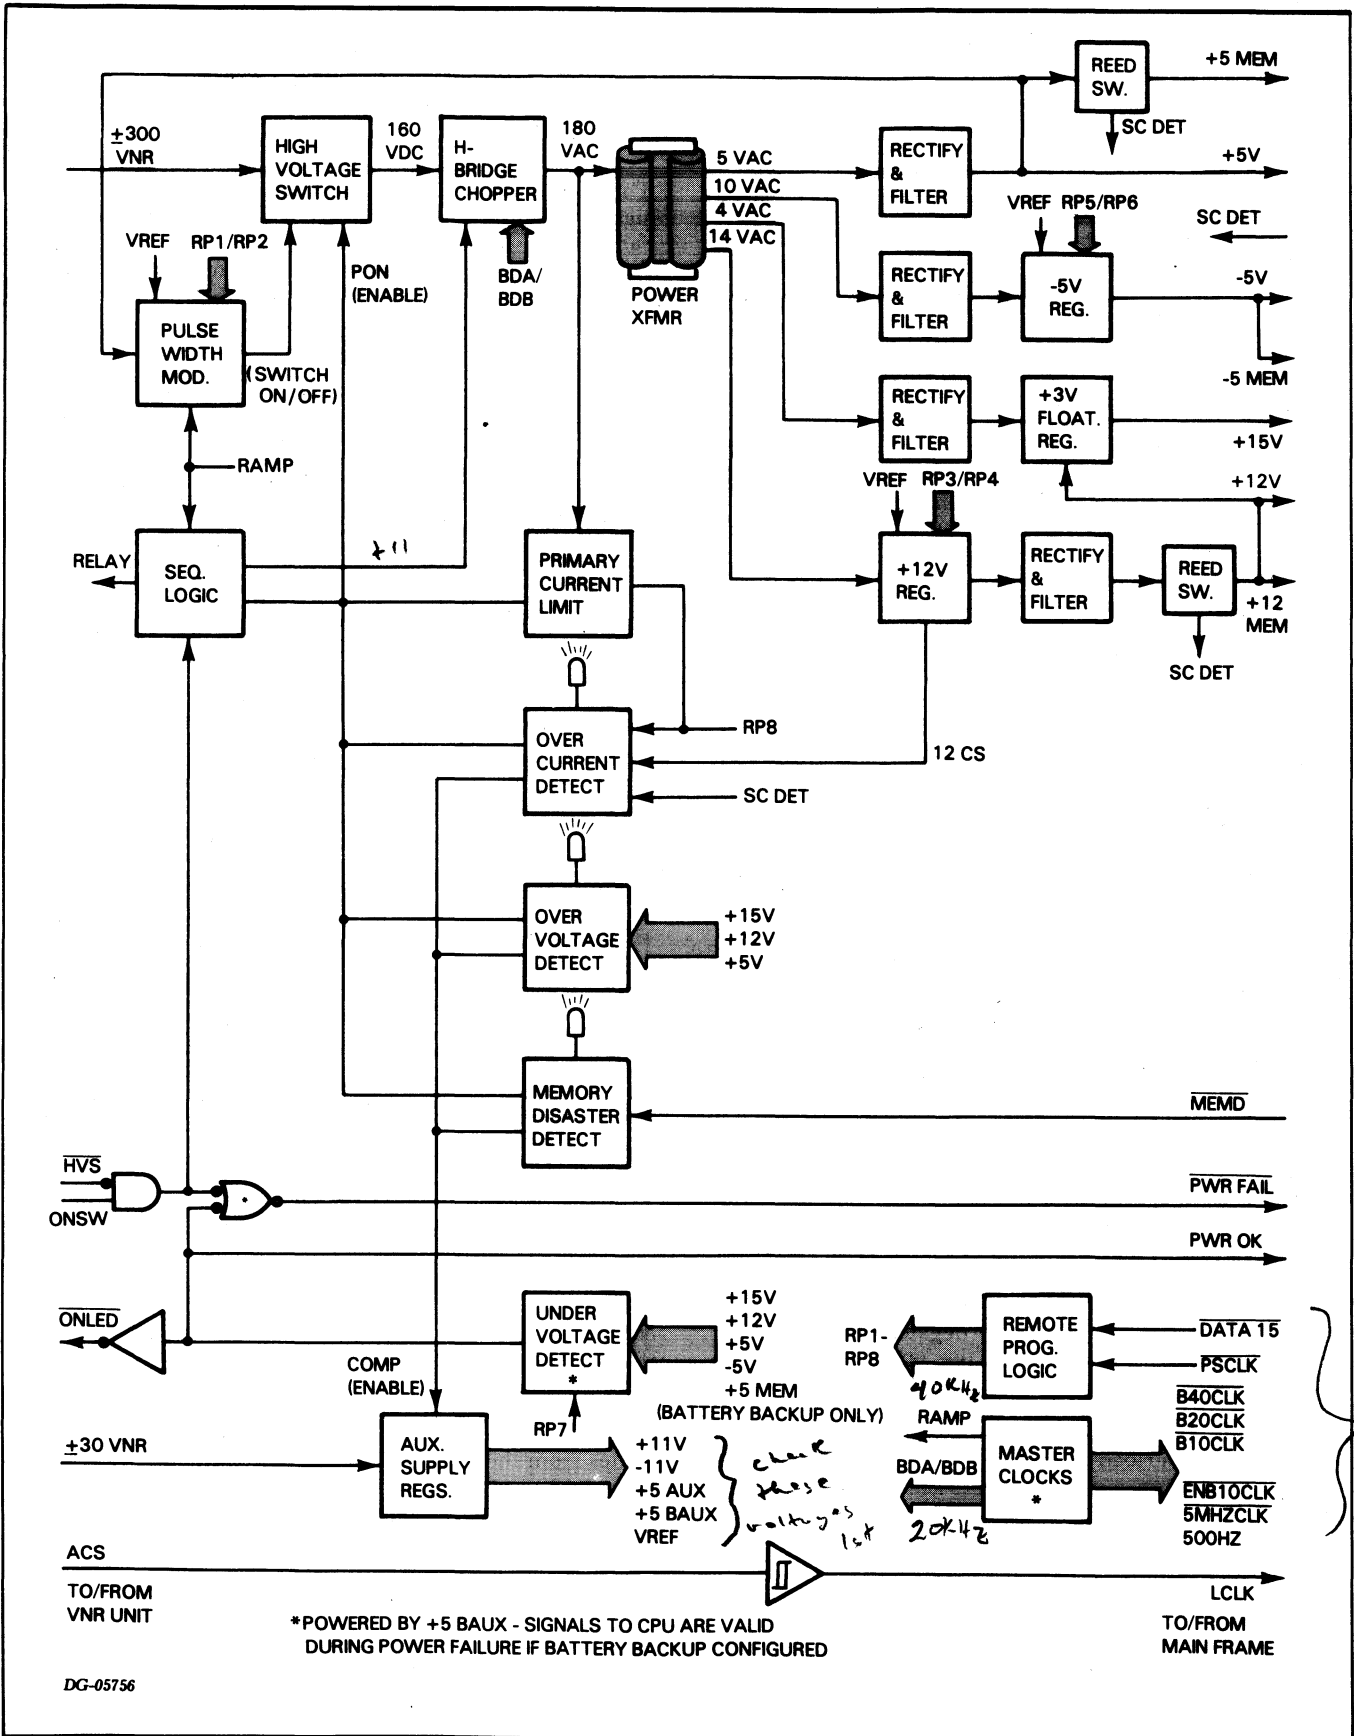 REED
SW.
+5 MEM
SC DET
±300
VNR
HIGH
VOLTAGE
SWITCH
160
VDC
H-
BRIDGE
CHOPPER
180
VAC
5 VAC
10 VAC
4 VAC
14 VAC
POWER
XFMR
RECTIFY
&
FILTER
+5V
VREF RP5/RP6
SC DET
VREF RP1/RP2
PON
(ENABLE)
BDA/
BDB
RECTIFY
&
FILTER
-5V
REG.
-5V
-5 MEM
PULSE
WIDTH
MOD.
(SWITCH
ON/OFF)
RECTIFY
&
FILTER
+3V
FLOAT.
REG.
+15V
RAMP
VREF RP3/RP4
+12V
RELAY
SEQ.
LOGIC
PRIMARY
CURRENT
LIMIT
+12V
REG.
RECTIFY
&
FILTER
REED
SW.
+12
MEM
SC DET
OVER
CURRENT
DETECT
RP8
12 CS
SC DET
OVER
VOLTAGE
DETECT
+15V
+12V
+5V
MEMORY
DISASTER
DETECT
MEMD
HVS
ONSW
*
PWR FAIL
PWR OK
ONLED
UNDER
VOLTAGE
DETECT
*
+15V
+12V
+5V
-5V
+5 MEM
(BATTERY BACKUP ONLY)
RP7
RP1-
RP8
REMOTE
PROG.
LOGIC
DATA 15
PSCLK
COMP
(ENABLE)
40KHz
RAMP
B40CLK
B20CLK
B10CLK
±30 VNR
AUX.
SUPPLY
REGS.
+11V
-11V
+5 AUX
+5 BAUX
VREF
check
these
voltages
1st
BDA/BDB
20KHz
MASTER
CLOCKS
*
ENB10CLK
5MHZCLK
500HZ
ACS
LCLK
TO/FROM
VNR UNIT
TO/FROM
MAIN FRAME
*POWERED BY +5 BAUX - SIGNALS TO CPU ARE VALID
DURING POWER FAILURE IF BATTERY BACKUP CONFIGURED
DG-05756